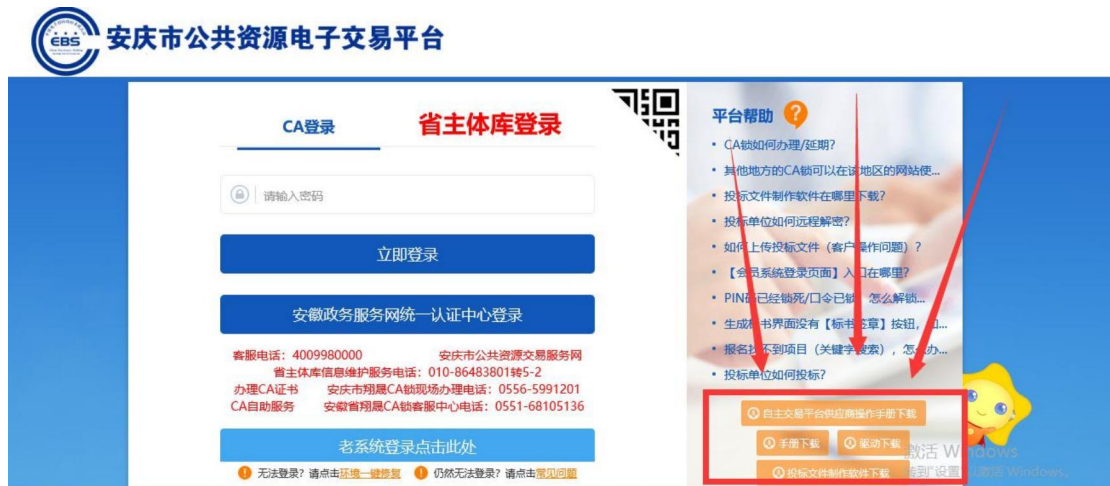 EBS
安庆市公共资源电子交易平台
CA登录
省主体库登录
请输入密码
立即登录
安徽政务服务网统一认证中心登录
客服电话：4009980000 安庆市公共资源交易服务网
省主体库信息维护服务电话：010-86483801转5-2
办理CA证书 安庆市翔晟CA锁现场办理电话：0556-5991201
CA自助服务 安徽省翔晟CA锁客服中心电话：0551-68105136
老系统登录点击此处
无法登录？请点击环境一键修复 仍然无法登录？请点击常见问题
平台帮助
CA锁如何办理/延期？
其他地方的CA锁可以在该地区的网站使...
投标文件制作软件在哪里下载？
投标单位如何远程解密？
如何上传投标文件（客户操作问题）？
【会员系统登录页面】入口在哪里？
PIN码已经锁死/口令已锁，怎么解锁...
生成标书界面没有【标书签章】按钮，如...
报名找不到项目（关键字搜索），怎么办...
投标单位如何投标？
自主交易平台供应商操作手册下载
手册下载 驱动下载
投标文件制作软件下载
激活 Windows
转到"设置"以激活 Windows。